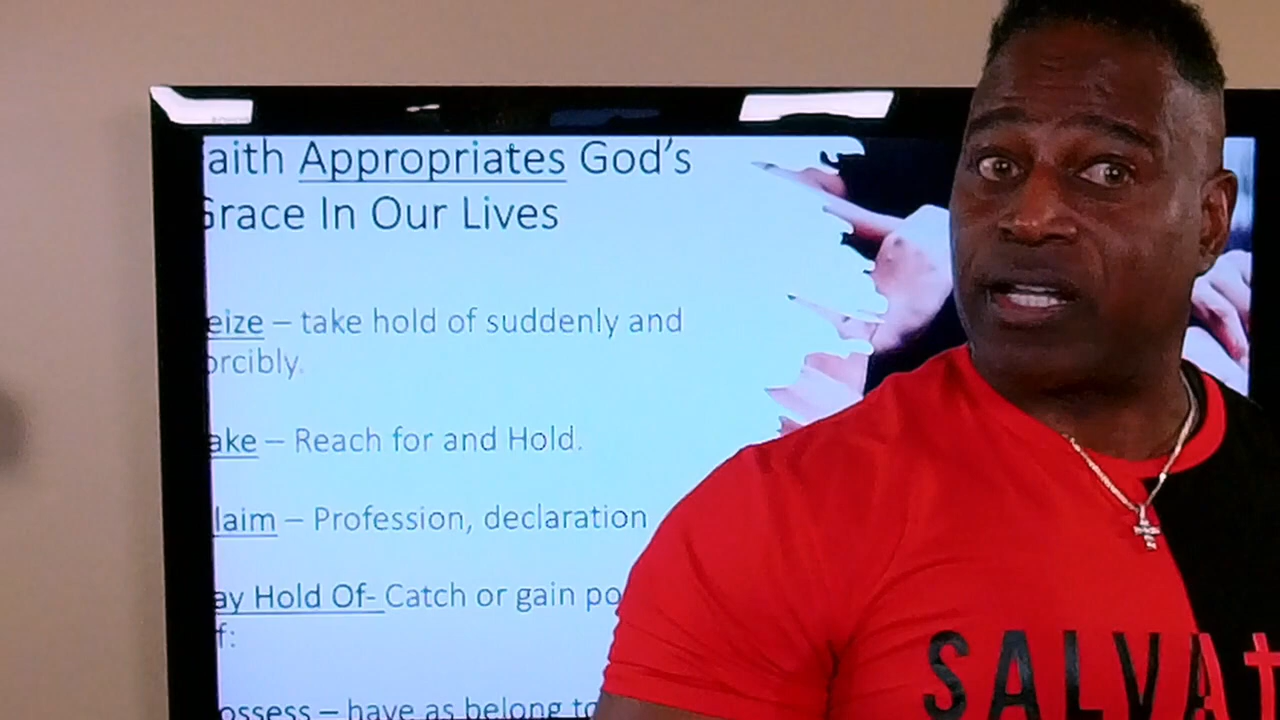 aith Appropriates God's
Grace In Our Lives
eize – take hold of suddenly and
orcibly.
ake – Reach for and Hold.
laim – Profession, declaration
ay Hold Of- Catch or gain po
f:
ossess – have as belong to
SALVAT